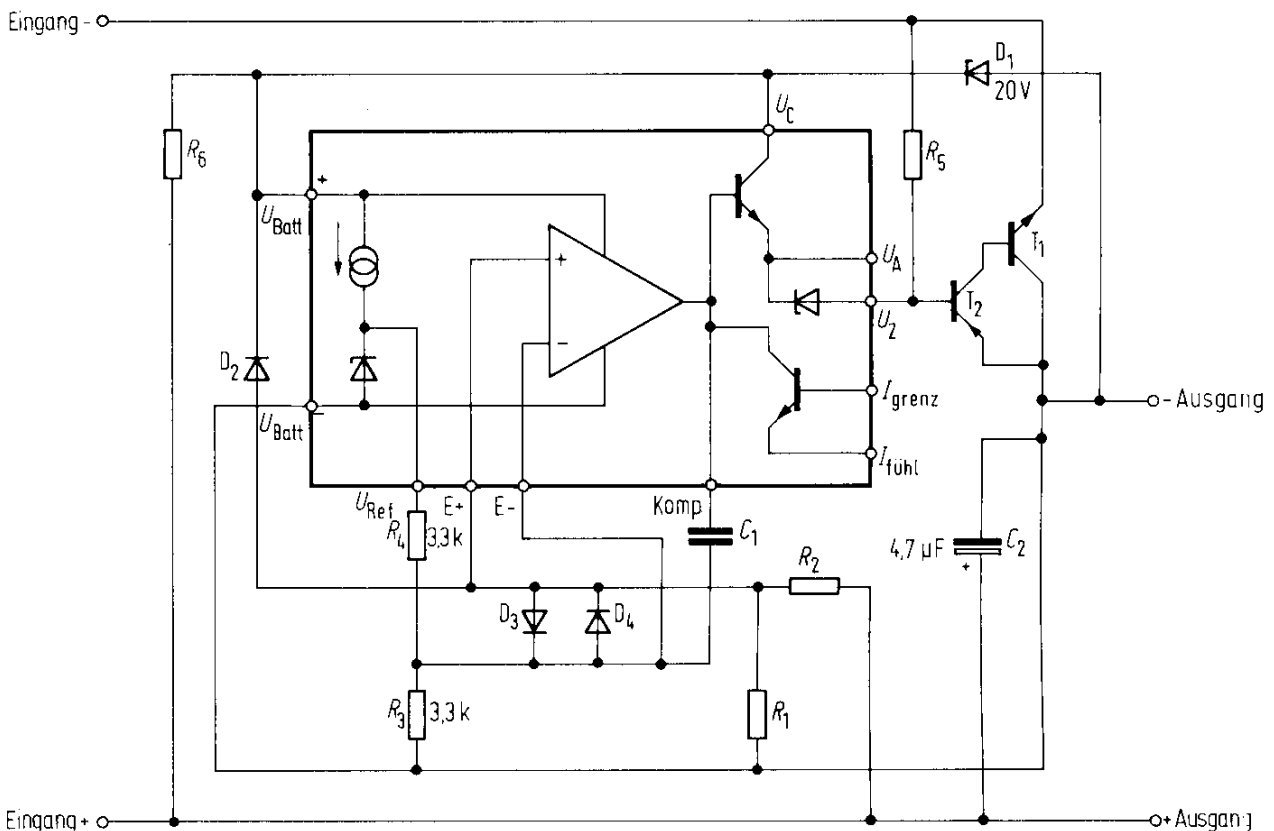 Eingang -
D1
20V
UC
R6
R5
+
UBatt
T1
+
UA
T2
U2
−
D2
−
UBatt
Igrenz
-Ausgang
Ifühl
URef
E+
E-
Komp
R4
3,3k
C1
4,7 µF
C2
+
R2
D3
D4
R3
3,3k
R1
Eingang+
+Ausgang